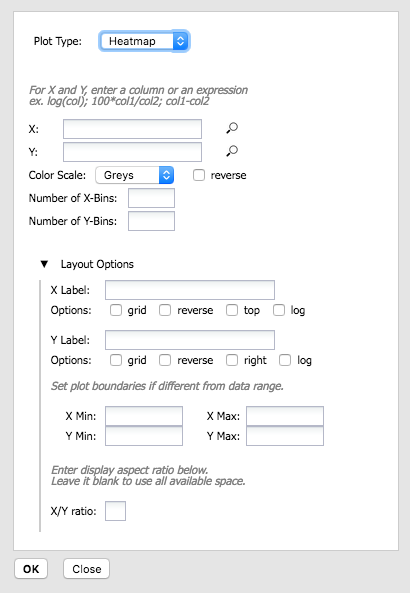 Plot Type: Heatmap
For X and Y, enter a column or an expression
ex. log(col); 100*col1/col2; col1-col2
X:
Y:
Color Scale: Greys reverse
Number of X-Bins:
Number of Y-Bins:
▼ Layout Options
X Label:
Options: grid reverse top log
Y Label:
Options: grid reverse right log
Set plot boundaries if different from data range.
X Min: X Max:
Y Min: Y Max:
Enter display aspect ratio below.
Leave it blank to use all available space.
X/Y ratio:
OK Close